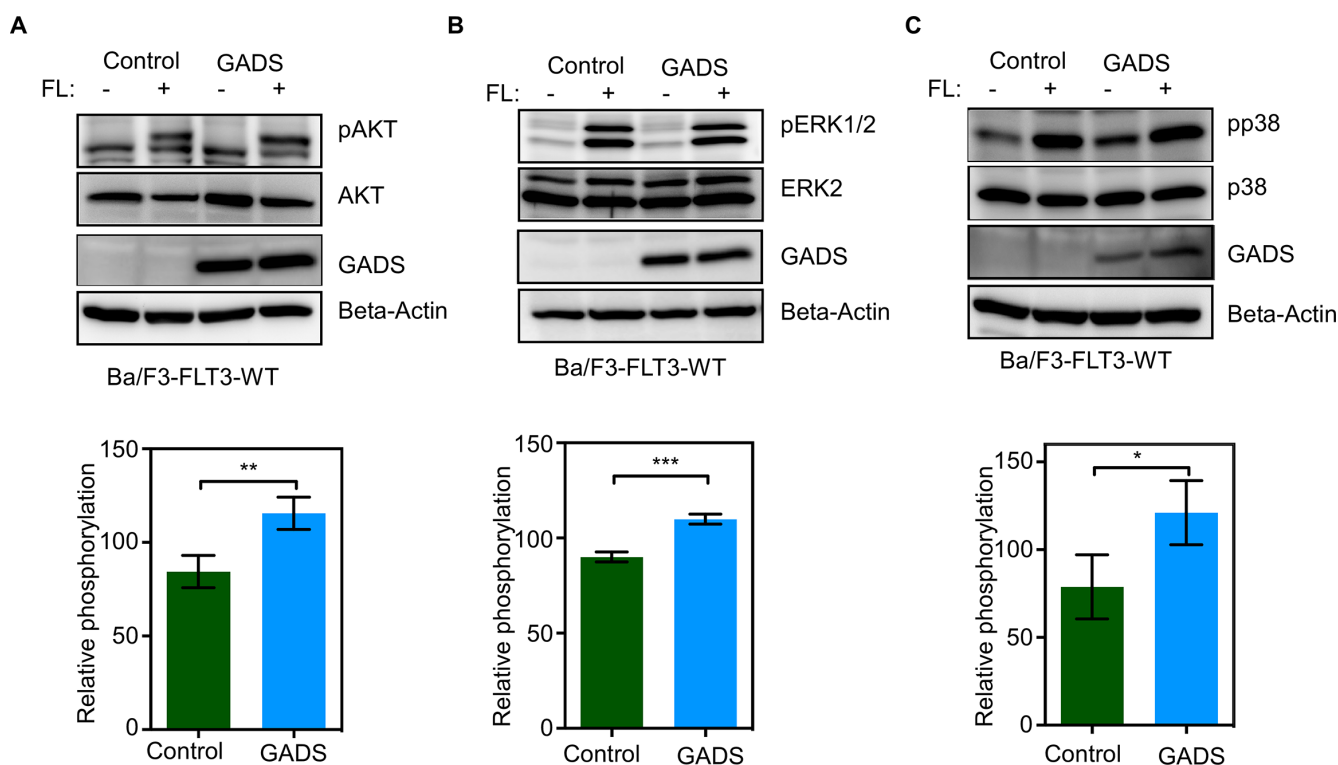 A
Control GADS
FL: - + - +
pAKT
AKT
GADS
Beta-Actin
Ba/F3-FLT3-WT
Relative phosphorylation
150
100
50
0
**
Control GADS
B
Control GADS
FL: - + - +
pERK1/2
ERK2
GADS
Beta-Actin
Ba/F3-FLT3-WT
Relative phosphorylation
150
100
50
0
***
Control GADS
C
Control GADS
FL: - + - +
pp38
p38
GADS
Beta-Actin
Ba/F3-FLT3-WT
Relative phosphorylation
150
100
50
0
*
Control GADS